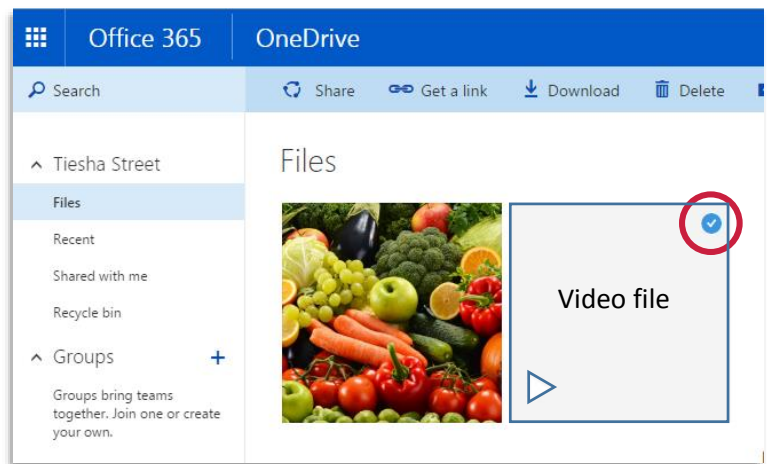 Office 365 OneDrive
Search Share Get a link Download Delete
Tiesha Street
Files
Recent
Shared with me
Recycle bin
Groups +
Groups bring teams
together. Join one or create
your own.
Files
Video file